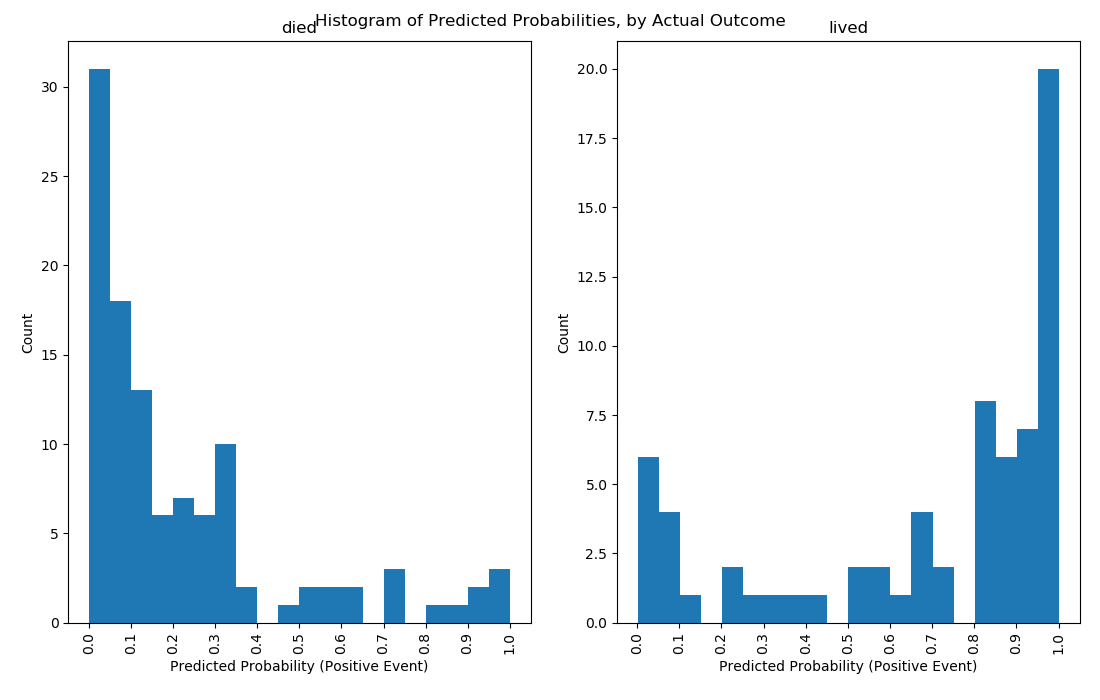 Histogram of Predicted Probabilities, by Actual Outcome
died
lived
30
25
20
15
10
5
0
Count
0.0 0.1 0.2 0.3 0.4 0.5 0.6 0.7 0.8 0.9 1.0
Predicted Probability (Positive Event)
20.0
17.5
15.0
12.5
10.0
7.5
5.0
2.5
0.0
Count
0.0 0.1 0.2 0.3 0.4 0.5 0.6 0.7 0.8 0.9 1.0
Predicted Probability (Positive Event)